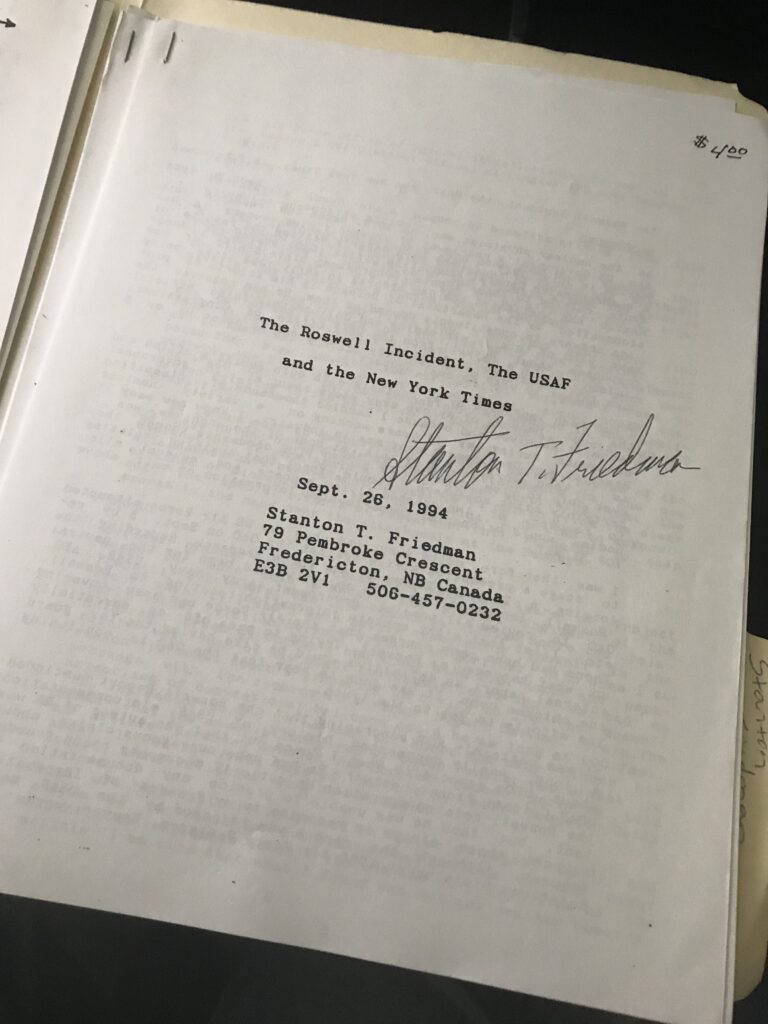 $ 4.00
The Roswell Incident, The USAF
and the New York Times
Stanton T. Friedman
Sept. 26, 1994
Stanton T. Friedman
79 Pembroke Crescent
Fredericton, NB Canada
E3B 2V1 506-457-0232
Stanton